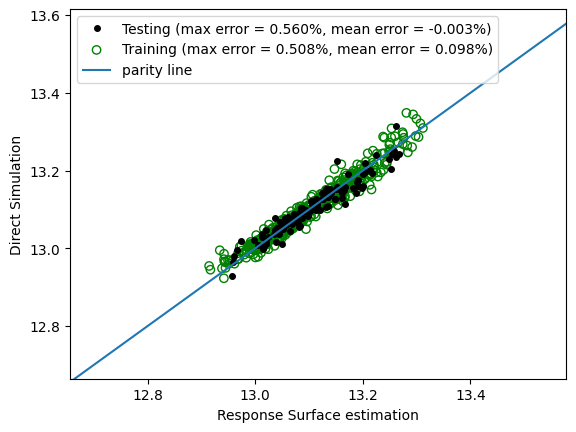 Testing (max error = 0.560%, mean error = -0.003%)
Training (max error = 0.508%, mean error = 0.098%)
parity line
13.6
13.4
13.2
13.0
12.8
Direct Simulation
12.8
13.0
13.2
13.4
Response Surface estimation